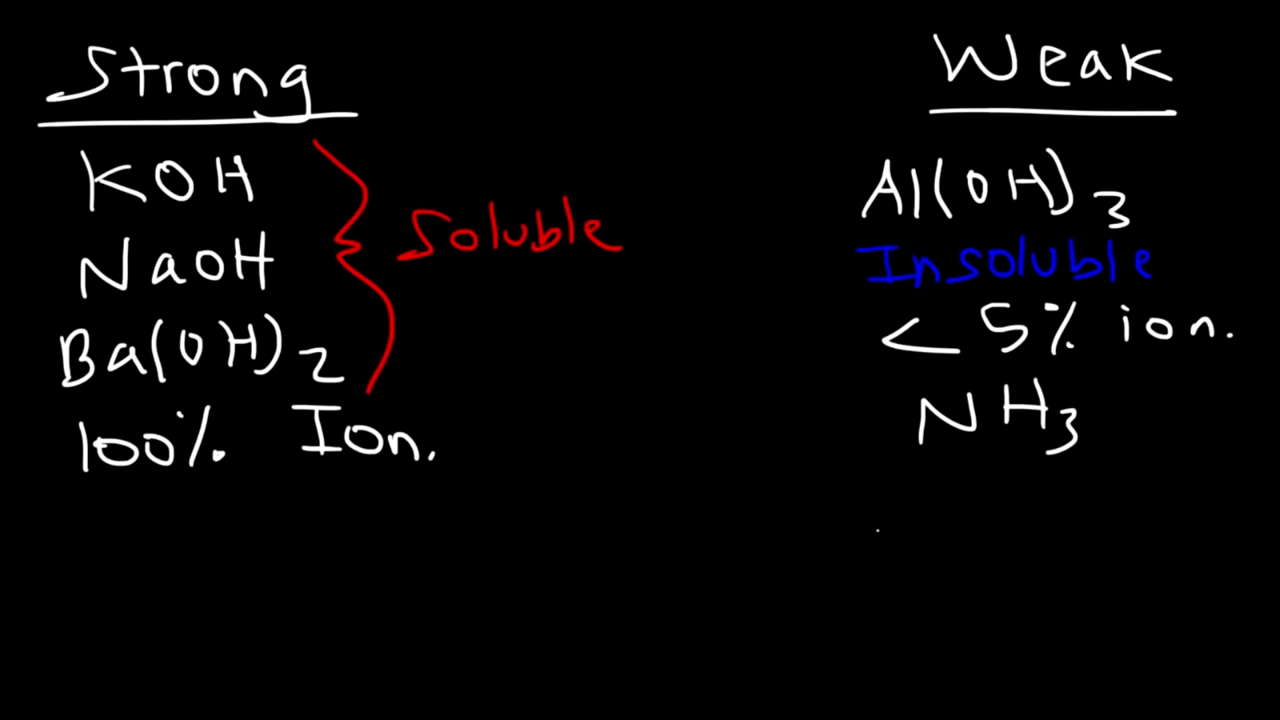 Strong
KOH
NaOH
Ba(OH)2
100% Ion.
Soluble
Weak
Al(OH)3
Insoluble
< 5% ion.
NH3